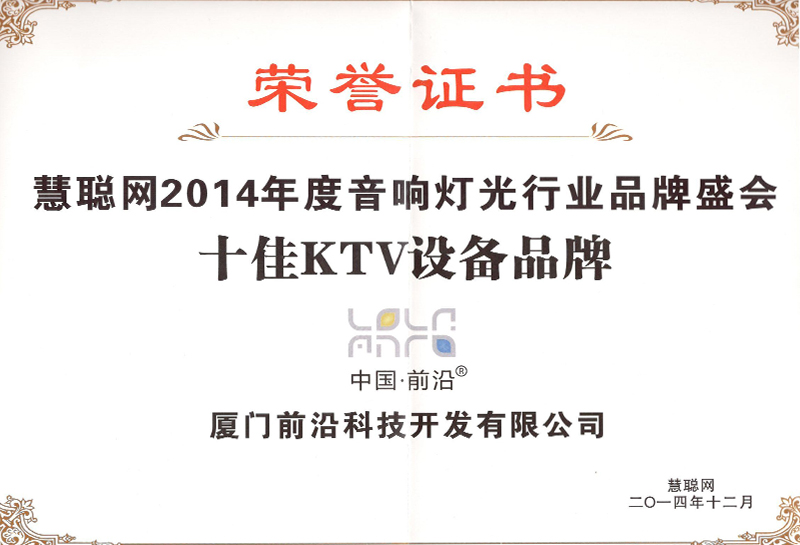 荣誉证书
慧聪网2014年度音响灯光行业品牌盛会
十佳KTV设备品牌
中国·前沿®
厦门前沿科技开发有限公司
慧聪网
二〇一四年十二月